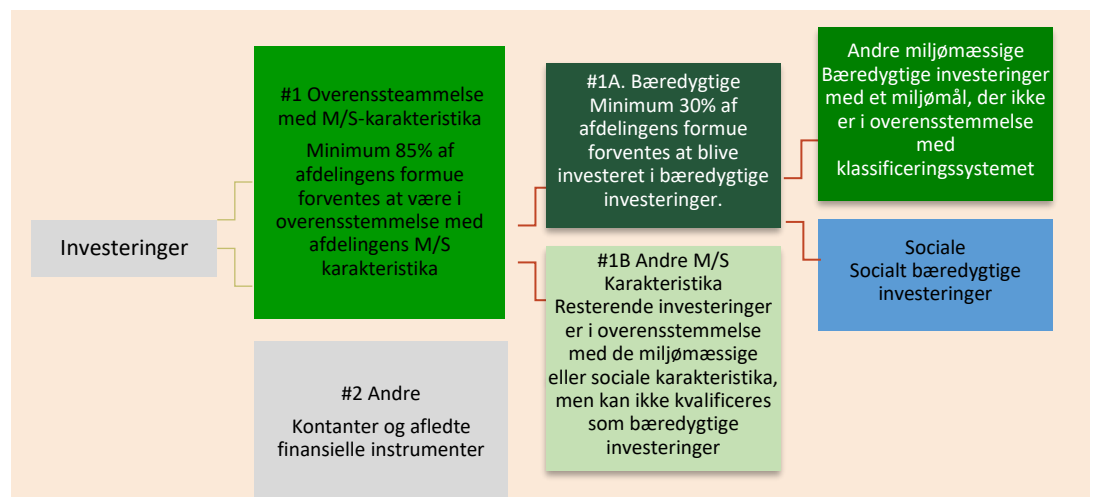 Investeringer
#1 Overenssteammelse
med M/S-karakteristika
Minimum 85% af
afdelingens formue
forventes at være i
overensstemmelse med
afdelingens M/S
karakteristika
#2 Andre
Kontanter og afledte
finansielle instrumenter
#1A. Bæredygtige
Minimum 30% af
afdelingens formue
forventes at blive
investeret i bæredygtige
investeringer.
#1B Andre M/S
Karakteristika
Resterende investeringer
er i overensstemmelse
med de miljømæssige
eller sociale karakteristika,
men kan ikke kvalificeres
som bæredygtige
investeringer
Andre miljømæssige
Bæredygtige investeringer
med et miljømål, der ikke
er i overensstemmelse
med
klassificeringssystemet
Sociale
Socialt bæredygtige
investeringer